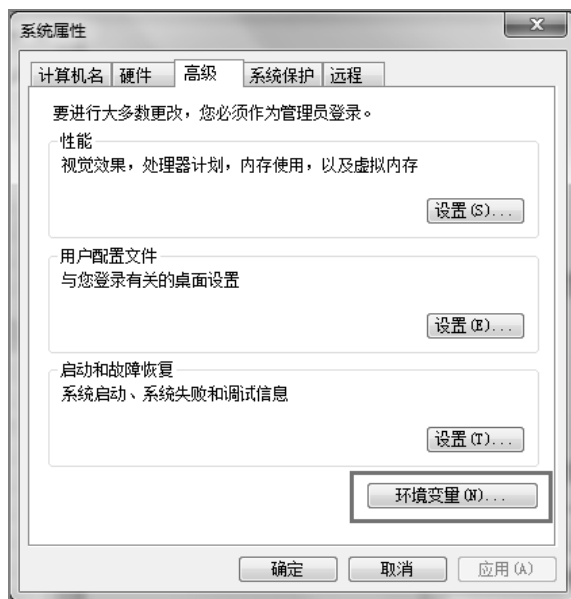 系统属性
计算机名 硬件 高级 系统保护 远程
要进行大多数更改，您必须作为管理员登录。
性能
视觉效果，处理器计划，内存使用，以及虚拟内存
设置(S)...
用户配置文件
与您登录有关的桌面设置
设置(E)...
启动和故障恢复
系统启动、系统失败和调试信息
设置(T)...
环境变量(N)...
确定 取消 应用(A)